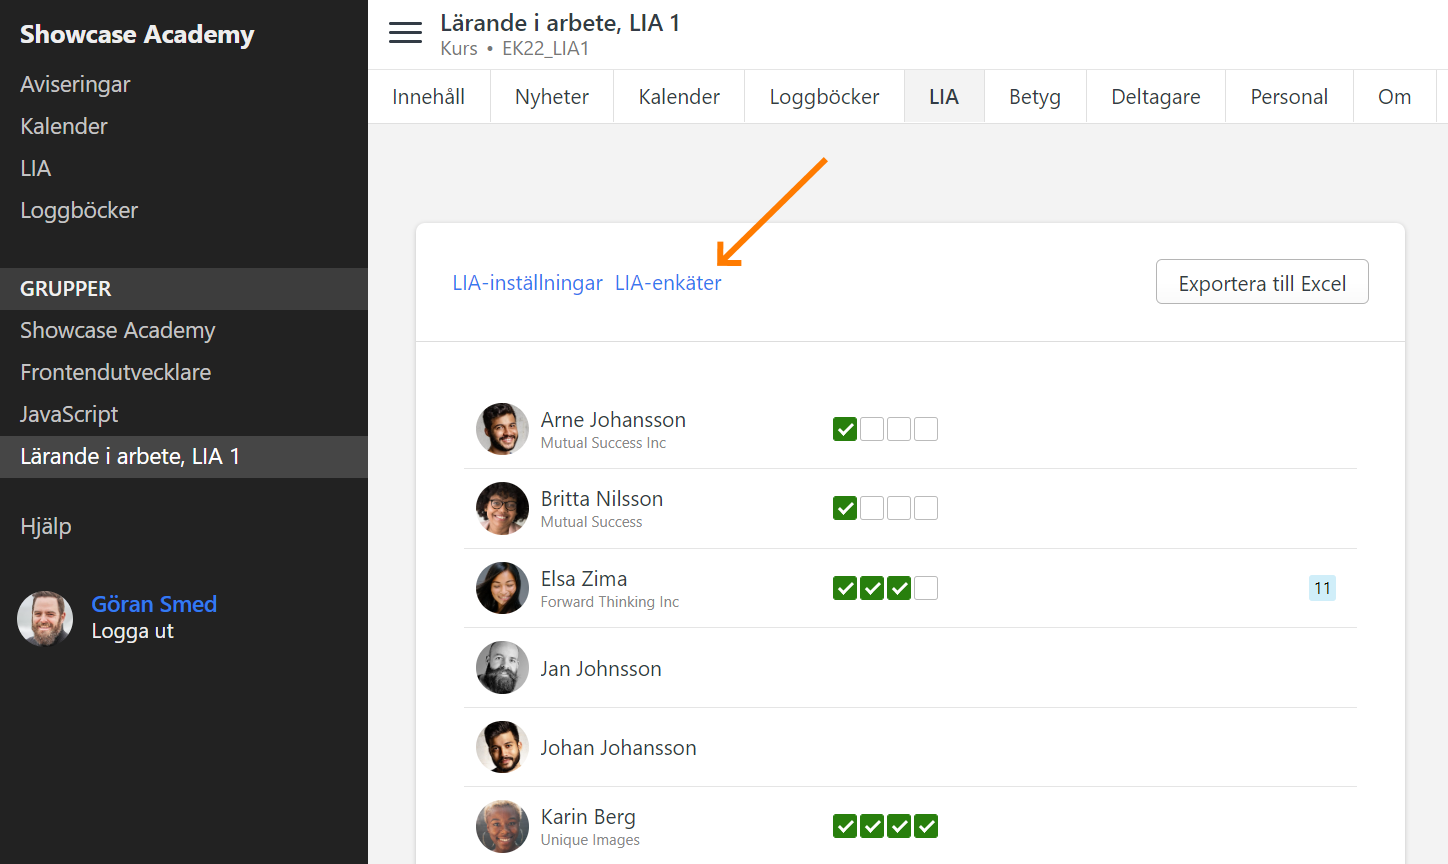 Showcase Academy
Aviseringar
Kalender
LIA
Loggböcker
GRUPPER
Showcase Academy
Frontendutvecklare
JavaScript
Lärande i arbete, LIA 1
Hjälp
Göran Smed
Logga ut
Lärande i arbete, LIA 1
Kurs • EK22_LIA1
Innehåll Nyheter Kalender Loggböcker LIA Betyg Deltagare Personal Om
LIA-inställningar LIA-enkäter Exportera till Excel
Arne Johansson
Mutual Success Inc
Britta Nilsson
Mutual Success
Elsa Zima
Forward Thinking Inc
11
Jan Johnsson
Johan Johansson
Karin Berg
Unique Images